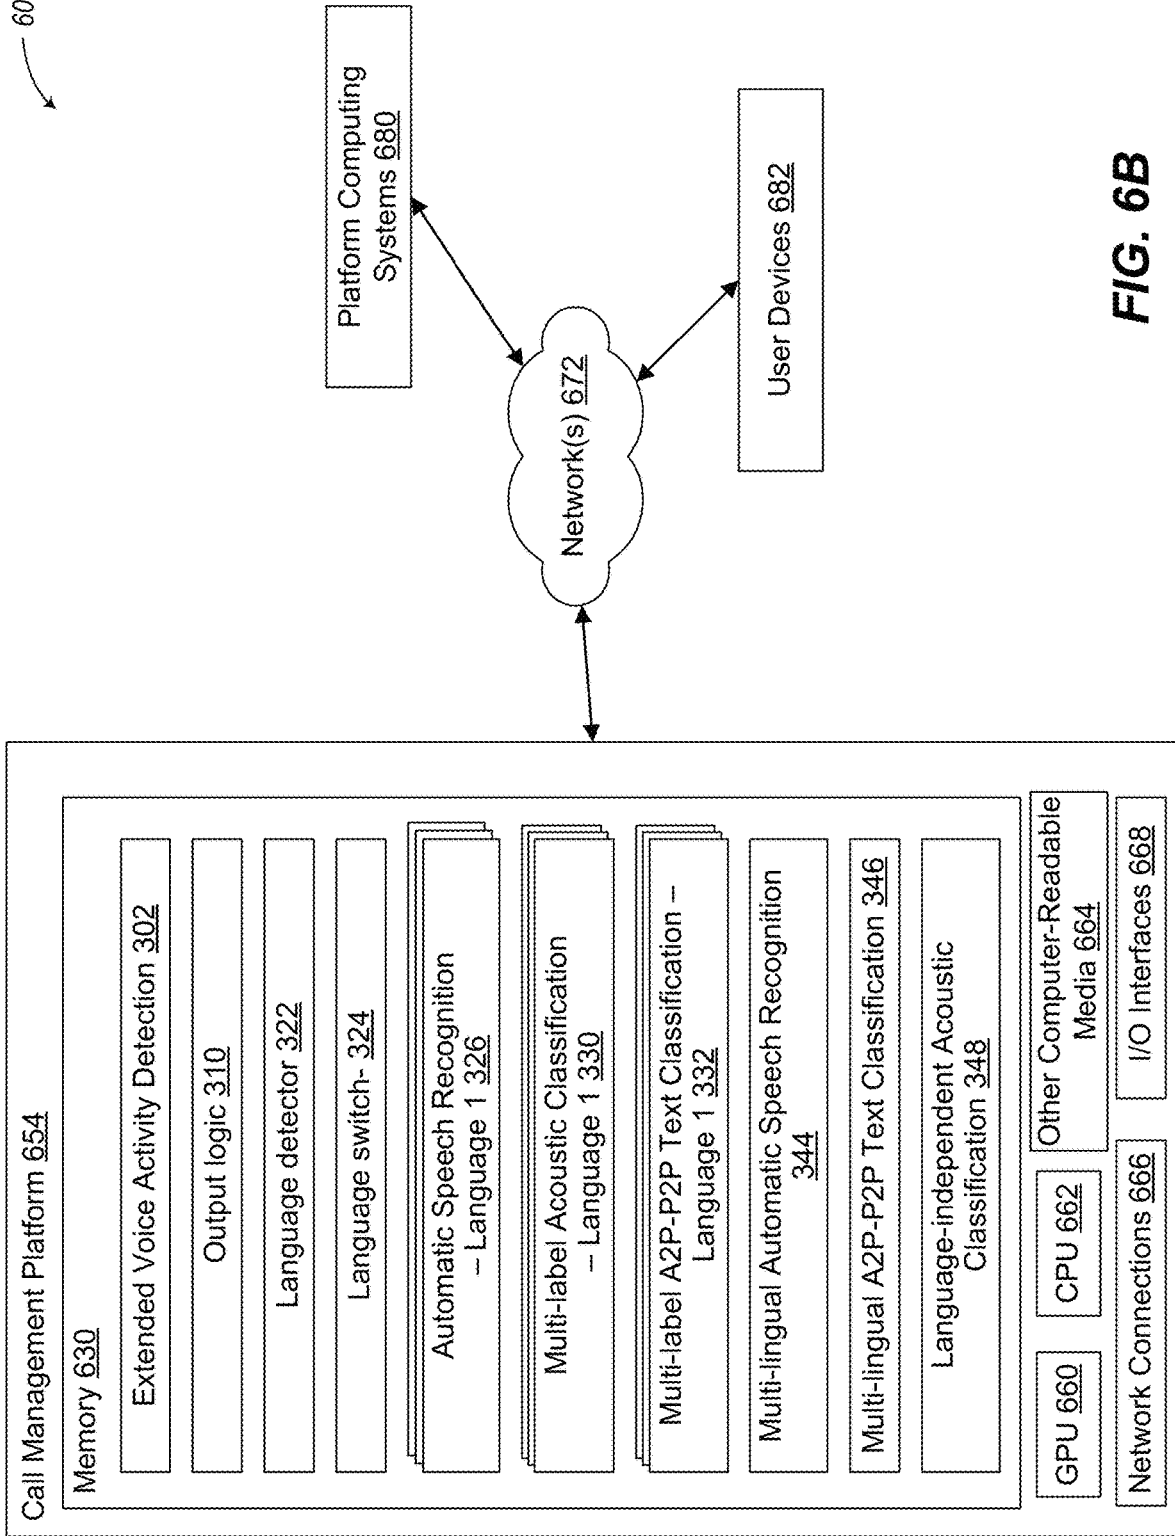 60
Call Management Platform 654
Memory 630
Extended Voice Activity Detection 302
Output logic 310
Language detector 322
Language switch- 324
Automatic Speech Recognition
– Language 1 326
Multi-label Acoustic Classification
– Language 1 330
Multi-label A2P-P2P Text Classification –
Language 1 332
Multi-lingual Automatic Speech Recognition
344
Multi-lingual A2P-P2P Text Classification 346
Language-independent Acoustic
Classification 348
GPU 660
CPU 662
Other Computer-Readable
Media 664
Network Connections 666
I/O Interfaces 668
Network(s) 672
Platform Computing
Systems 680
User Devices 682
FIG. 6B